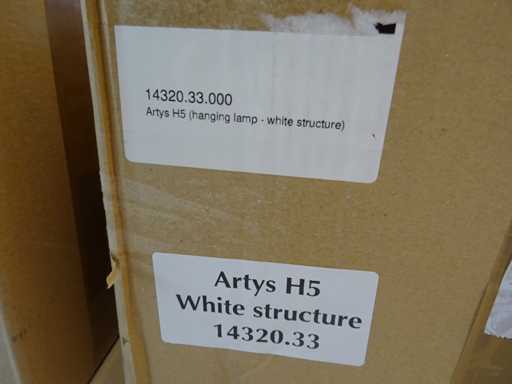 14320.33.000
Artys H5 (hanging lamp - white structure)
Artys H5
White structure
14320.33